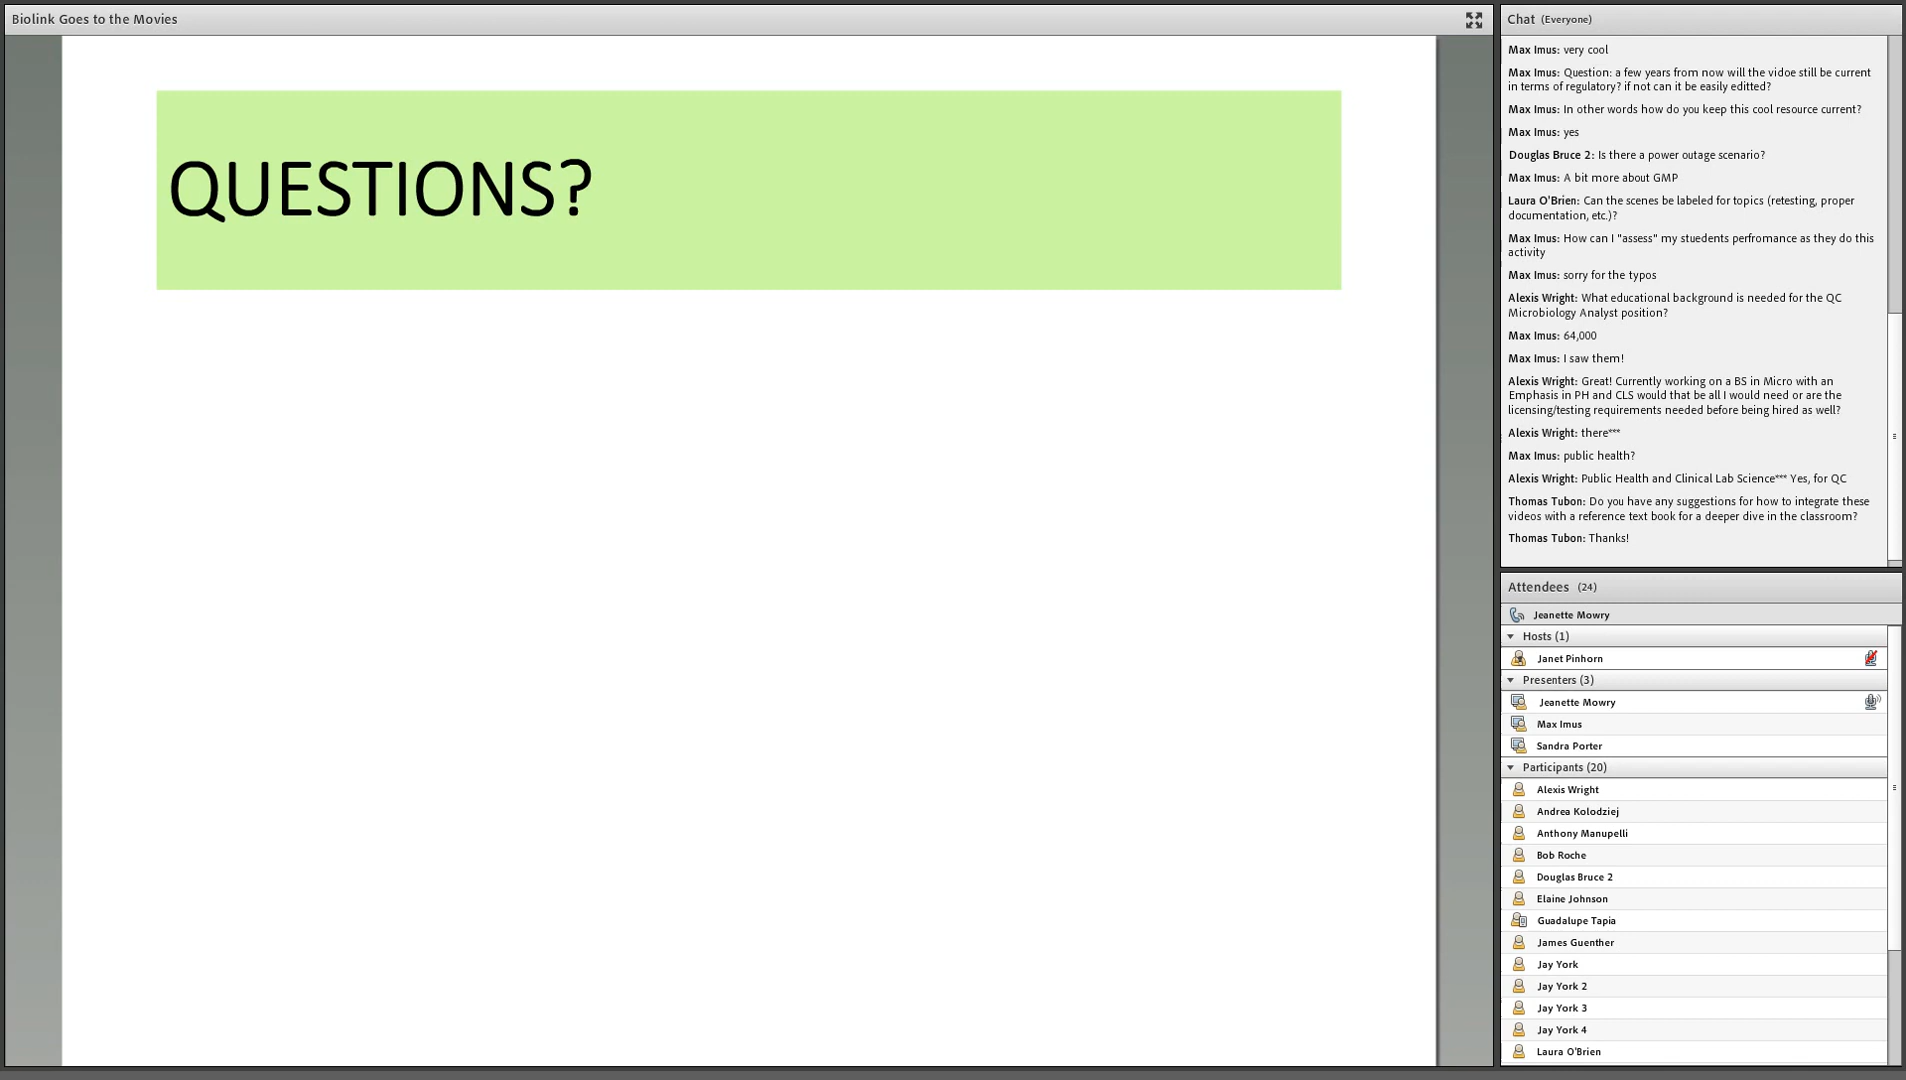 Biolink Goes to the Movies
QUESTIONS?
Chat (Everyone)
Max Imus: very cool
Max Imus: Question: a few years from now will the vidoe still be current
in terms of regulatory? if not can it be easily editted?
Max Imus: In other words how do you keep this cool resource current?
Max Imus: yes
Douglas Bruce 2: Is there a power outage scenario?
Max Imus: A bit more about GMP
Laura O'Brien: Can the scenes be labeled for topics (retesting, proper
documentation, etc.)?
Max Imus: How can I "assess" my stuedents perfromance as they do this
activity
Max Imus: sorry for the typos
Alexis Wright: What educational background is needed for the QC
Microbiology Analyst position?
Max Imus: 64,000
Max Imus: I saw them!
Alexis Wright: Great! Currently working on a BS in Micro with an
Emphasis in PH and CLS would that be all I would need or are the
licensing/testing requirements needed before being hired as well?
Alexis Wright: there***
Max Imus: public health?
Alexis Wright: Public Health and Clinical Lab Science*** Yes, for QC
Thomas Tubon: Do you have any suggestions for how to integrate these
videos with a reference text book for a deeper dive in the classroom?
Thomas Tubon: Thanks!
Attendees (24)
Jeanette Mowry
Hosts (1)
Janet Pinhorn
Presenters (3)
Jeanette Mowry
Max Imus
Sandra Porter
Participants (20)
Alexis Wright
Andrea Kolodziej
Anthony Manupelli
Bob Roche
Douglas Bruce 2
Elaine Johnson
Guadalupe Tapia
James Guenther
Jay York
Jay York 2
Jay York 3
Jay York 4
Laura O'Brien